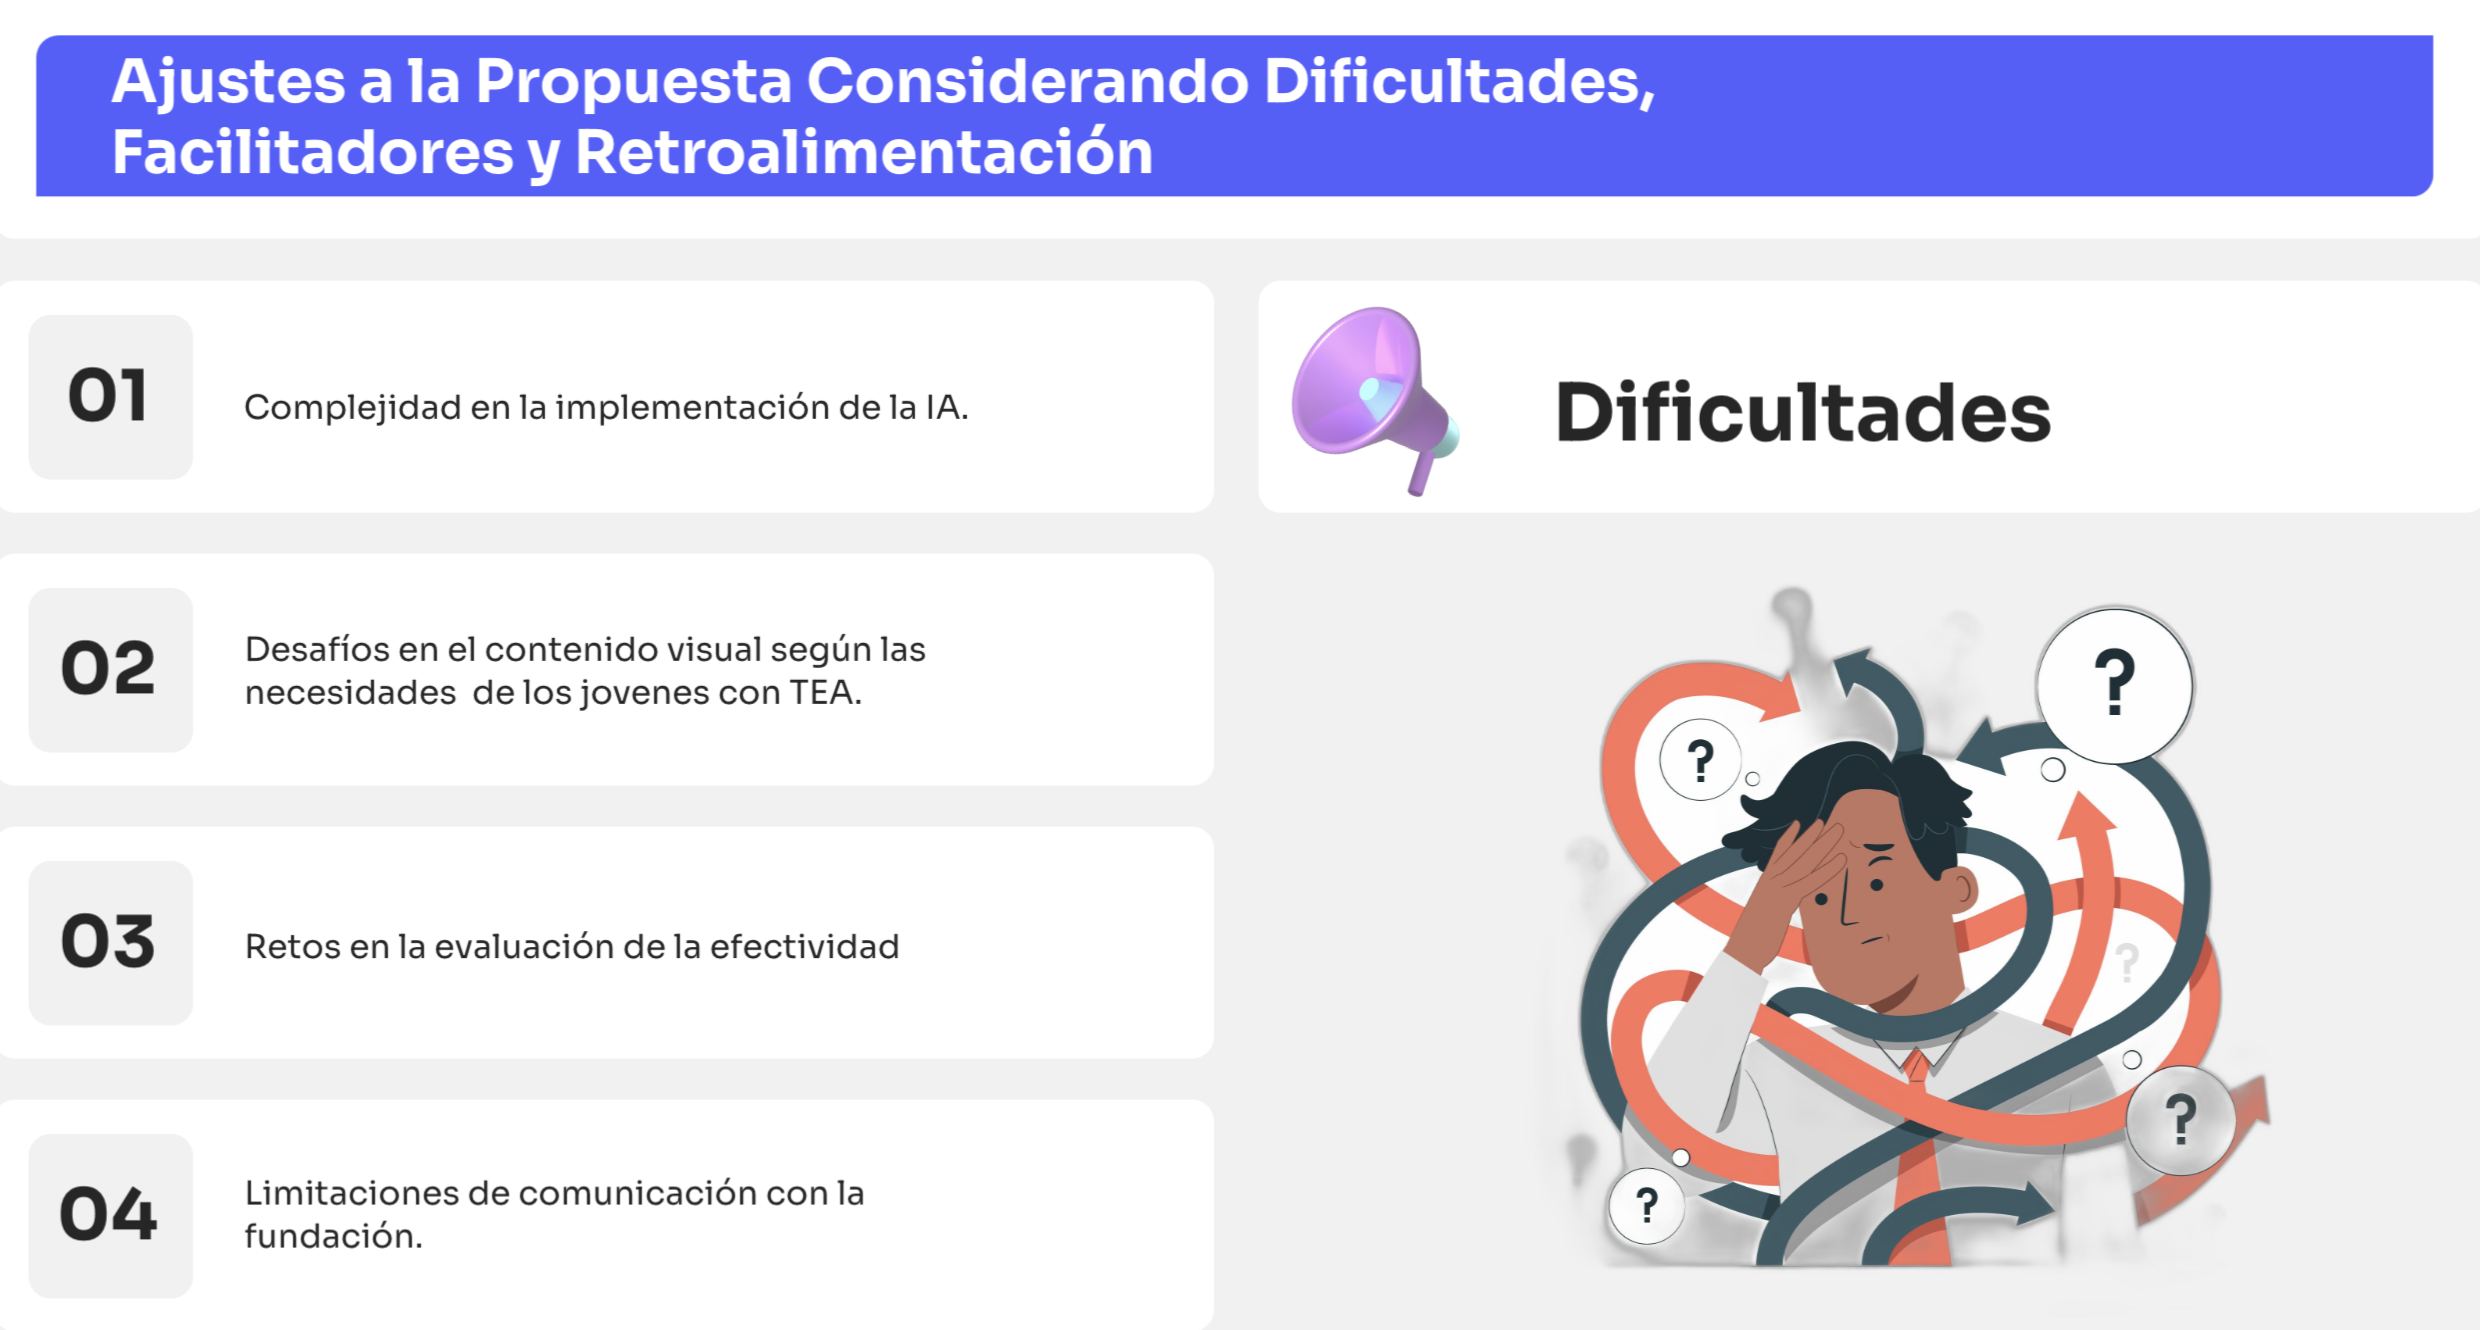 Ajustes a la Propuesta Considerando Dificultades,
Facilitadores y Retroalimentación
01
Complejidad en la implementación de la IA.
Dificultades
02
Desafíos en el contenido visual según las
necesidades  de los jovenes con TEA.
03
Retos en la evaluación de la efectividad
04
Limitaciones de comunicación con la
fundación.
?
?
?
?
?